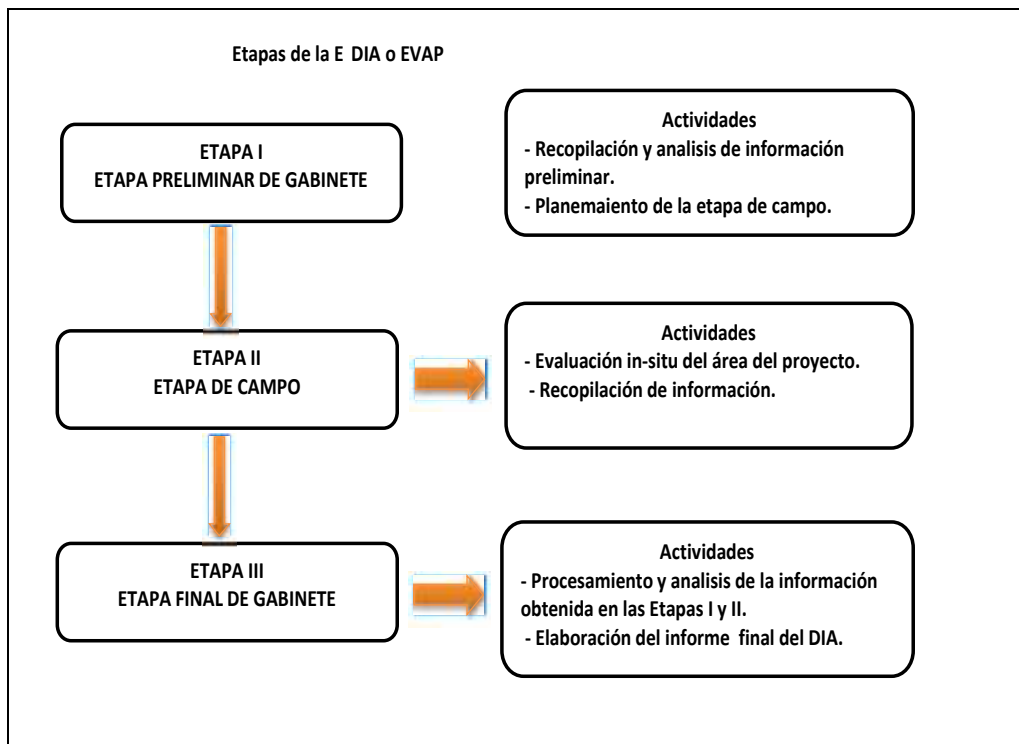 Etapas de la E DIA o EVAP
ETAPA I
ETAPA PRELIMINAR DE GABINETE
Actividades
- Recopilación y analisis de información
preliminar.
- Planemaiento de la etapa de campo.
ETAPA II
ETAPA DE CAMPO
Actividades
- Evaluación in-situ del área del proyecto.
- Recopilación de información.
ETAPA III
ETAPA FINAL DE GABINETE
Actividades
- Procesamiento y analisis de la información
obtenida en las Etapas I y II.
- Elaboración del informe final del DIA.